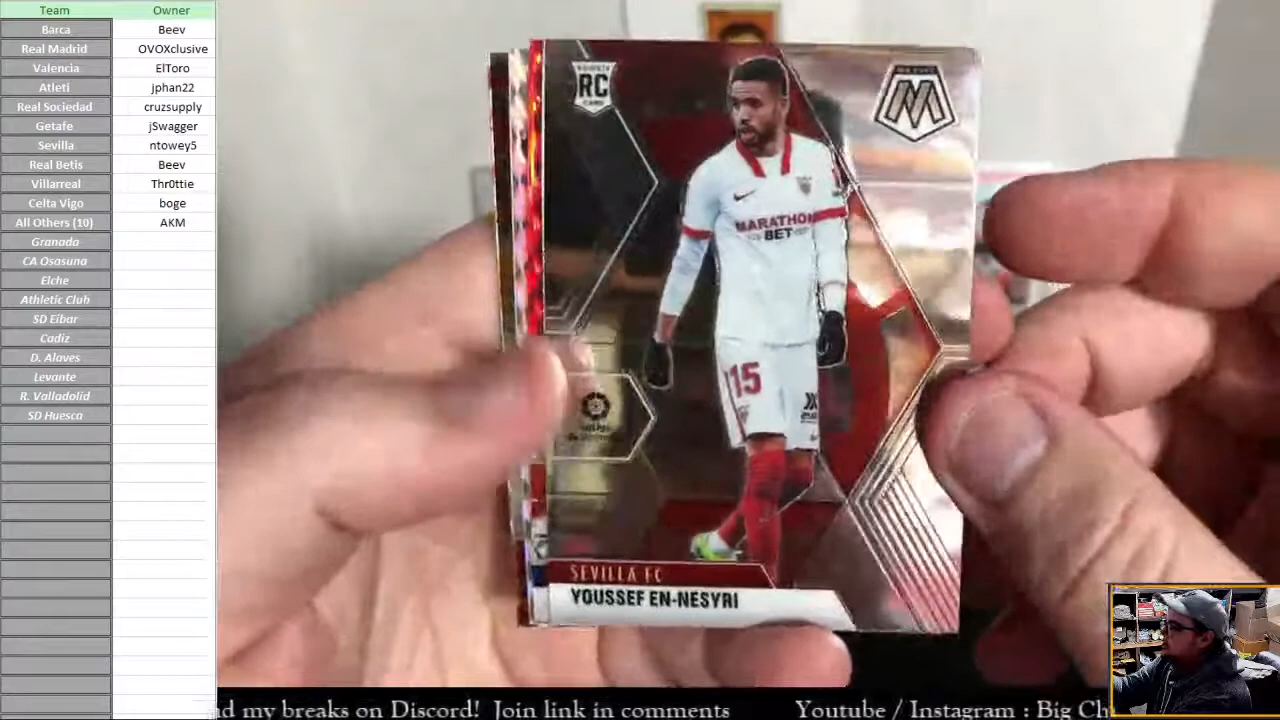 Team Owner
Barca Beev
Real Madrid OVOXclusive
Valencia ElToro
Atleti jphan22
Real Sociedad cruzsupply
Getafe jSwagger
Sevilla ntowey5
Real Betis Beev
Villarreal Thr0ttie
Celta Vigo boge
All Others (10) AKM
Granada
CA Osasuna
Elche
Athletic Club
SD Eibar
Cadiz
D. Alaves
Levante
R. Valladolid
SD Huesca
RC
MARATHON
BET
15
SEVILLA FC
YOUSSEF EN-NESYRI
d my breaks on Discord! Join link in comments Youtube / Instagram : Big Ch